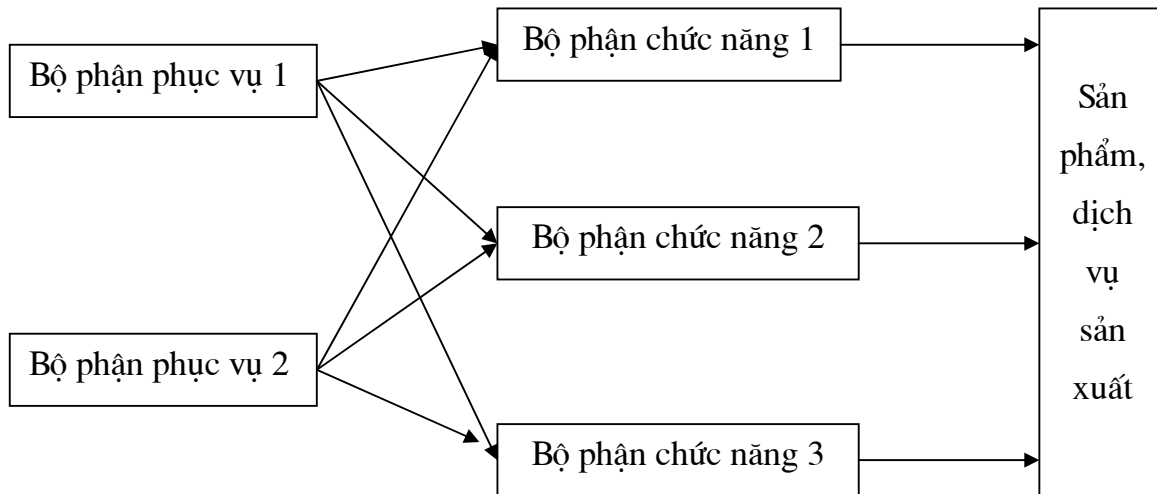 Bộ phận phục vụ 1
Bộ phận phục vụ 2
Bộ phận chức năng 1
Bộ phận chức năng 2
Bộ phận chức năng 3
Sản
phẩm,
dịch
vụ
sản
xuất